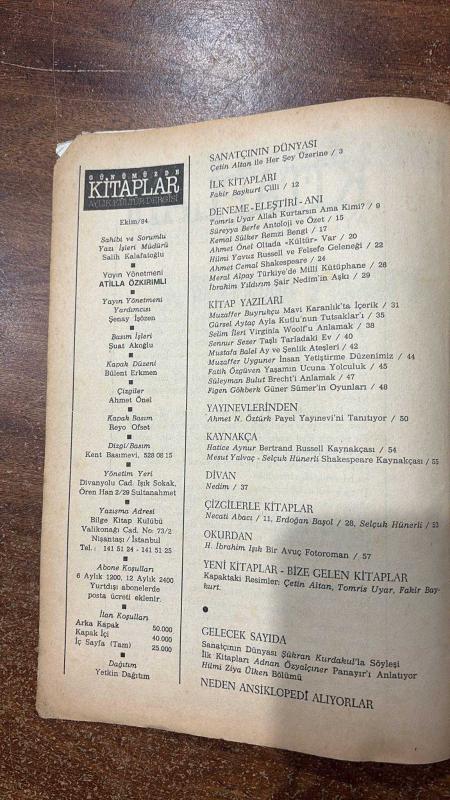 GÜNÜMÜZDE
KİTAPLAR
AYLIK KÜLTÜR DERGİSİ
Ekim/84
Sahibi ve Sorumlu
Yazı İşleri Müdürü
Salih Kalafatoğlu
Yayın Yönetmeni
ATİLLA ÖZKIRIMLI
Yayın Yönetmeni
Yardımcısı
Şenay İşözen
Basım İşleri
Şuat Akoğlu
Kapak Düzeni
Bülent Erkmen
Çizgiler
Ahmet Önel
Kapak Basım
Reyo Ofset
Dizgi/Basım
Kent Basımevi, 528 08 15
Yönetim Yeri
Divanyolu Cad. Işık Sokak,
Ören Han 2/29 Sultanahmet
Yazışma Adresi
Bilge Kitap Kulübü
Valikonağı Cad. No: 73/2
Nişantaşı / İstanbul
Tel.: 141 51 24 - 141 51 25
Abone Koşulları
6 Aylık 1200, 12 Aylık 2400
Yurtdışı abonelerde
posta ücreti eklenir.
İlan Koşulları
Arka Kapak 50.000
Kapak İçi 40.000
İç Sayfa (Tam) 25.000
Dağıtım
Yetkin Dağıtım
SANATÇININ DÜNYASI
Çetin Altan ile Her Şey Üzerine / 3
İLK KİTAPLARI
Fakir Baykurt Çilli / 12
DENEME-ELEŞTİRİ-ANI
Tomris Uyar Allah Kurtarsın Ama Kimi? / 9
Süreyya Berfe Antoloji ve Özet / 15
Kemal Sülker Remzi Bengi / 17
Ahmet Önel Oltada «Kültür» Var / 20
Hilmi Yavuz Russell ve Felsefe Geleneği / 22
Ahmet Cemal Shakespeare / 24
Meral Alpay Türkiye'de Milli Kütüphane / 28
İbrahim Yıldırım Şair Nedim'in Aşkı / 29
KİTAP YAZILARI
Muzaffer Buyrukçu Mavi Karanlık'ta İçerik / 31
Gürsel Aytaç Ayla Kutlu'nun Tutsaklar'ı / 35
Selim İleri Virginia Woolf'u Anlamak / 38
Sennur Sezer Taşlı Tarladaki Ev / 40
Mustafa Balel Ay ve Şenlik Ateşleri / 42
Muzaffer Uyguner İnsan Yetiştirme Düzenimiz / 44
Fatih Özgüven Yaşamın Ucuna Yolculuk / 45
Süleyman Bulut Brecht'i Anlamak / 47
Figen Gökberk Güner Sümer'in Oyunları / 48
YAYINEVLERİNDEN
Ahmet N. Öztürk Payel Yayınevi'ni Tanıtıyor / 50
KAYNAKÇA
Hatice Aynur Bertrand Russell Kaynakçası / 54
Mesut Yalvaç - Selçuk Hünerli Shakespeare Kaynakçası / 55
DİVAN
Nedim / 37
ÇİZGİLERLE KİTAPLAR
Necati Abacı / 11, Erdoğan Başol / 28, Selçuk Hünerli / 53
OKURDAN
H. İbrahim Işık Bir Avuç Fotoroman / 57
YENİ KİTAPLAR - BİZE GELEN KİTAPLAR
Kapaktaki Resimler: Çetin Altan, Tomris Uyar, Fakir Bay-
kurt.
GELECEK SAYIDA
Sanatçının Dünyası Şükran Kurdakul'la Söyleşi
İlk Kitapları Adnan Özyalçıner Panayır'ı Anlatıyor
Hilmi Ziya Ülken Bölümü
NEDEN ANSİKLOPEDİ ALIYORLAR